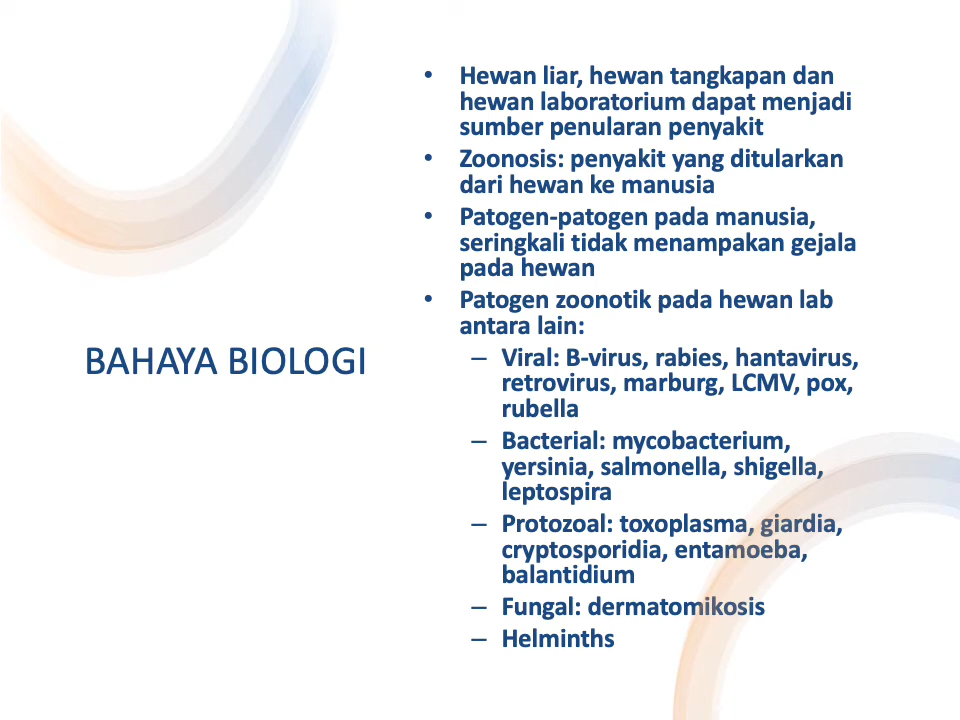 BAHAYA BIOLOGI
• Hewan liar, hewan tangkapan dan
hewan laboratorium dapat menjadi
sumber penularan penyakit
• Zoonosis: penyakit yang ditularkan
dari hewan ke manusia
• Patogen-patogen pada manusia,
seringkali tidak menampakan gejala
pada hewan
• Patogen zoonotik pada hewan lab
antara lain:
– Viral: B-virus, rabies, hantavirus,
retrovirus, marburg, LCMV, pox,
rubella
– Bacterial: mycobacterium,
yersinia, salmonella, shigella,
leptospira
– Protozoal: toxoplasma, giardia,
cryptosporidia, entamoeba,
balantidium
– Fungal: dermatomikosis
– Helminths